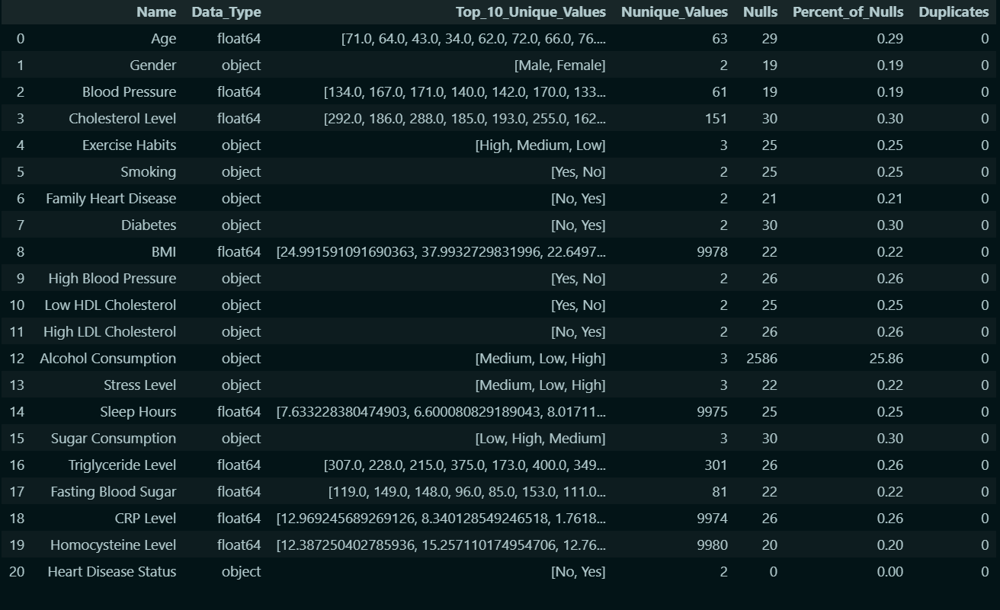 Name Data_Type Top_10_Unique_Values Nunique_Values Nulls Percent_of_Nulls Duplicates
0 Age float64 [71.0, 64.0, 43.0, 34.0, 62.0, 72.0, 66.0, 76.... 63 29 0.29 0
1 Gender object [Male, Female] 2 19 0.19 0
2 Blood Pressure float64 [134.0, 167.0, 171.0, 140.0, 142.0, 170.0, 133... 61 19 0.19 0
3 Cholesterol Level float64 [292.0, 186.0, 288.0, 185.0, 193.0, 255.0, 162... 151 30 0.30 0
4 Exercise Habits object [High, Medium, Low] 3 25 0.25 0
5 Smoking object [Yes, No] 2 25 0.25 0
6 Family Heart Disease object [No, Yes] 2 21 0.21 0
7 Diabetes object [No, Yes] 2 30 0.30 0
8 BMI float64 [24.991591091690363, 37.9932729831996, 22.6497... 9978 22 0.22 0
9 High Blood Pressure object [Yes, No] 2 26 0.26 0
10 Low HDL Cholesterol object [Yes, No] 2 25 0.25 0
11 High LDL Cholesterol object [No, Yes] 2 26 0.26 0
12 Alcohol Consumption object [Medium, Low, High] 3 2586 25.86 0
13 Stress Level object [Medium, Low, High] 3 22 0.22 0
14 Sleep Hours float64 [7.633228380474903, 6.600080829189043, 8.01711... 9975 25 0.25 0
15 Sugar Consumption object [Low, High, Medium] 3 30 0.30 0
16 Triglyceride Level float64 [307.0, 228.0, 215.0, 375.0, 173.0, 400.0, 349... 301 26 0.26 0
17 Fasting Blood Sugar float64 [119.0, 149.0, 148.0, 96.0, 85.0, 153.0, 111.0... 81 22 0.22 0
18 CRP Level float64 [12.969245689269126, 8.340128549246518, 1.7618... 9974 26 0.26 0
19 Homocysteine Level float64 [12.387250402785936, 15.257110174954706, 12.76... 9980 20 0.20 0
20 Heart Disease Status object [No, Yes] 2 0 0.00 0